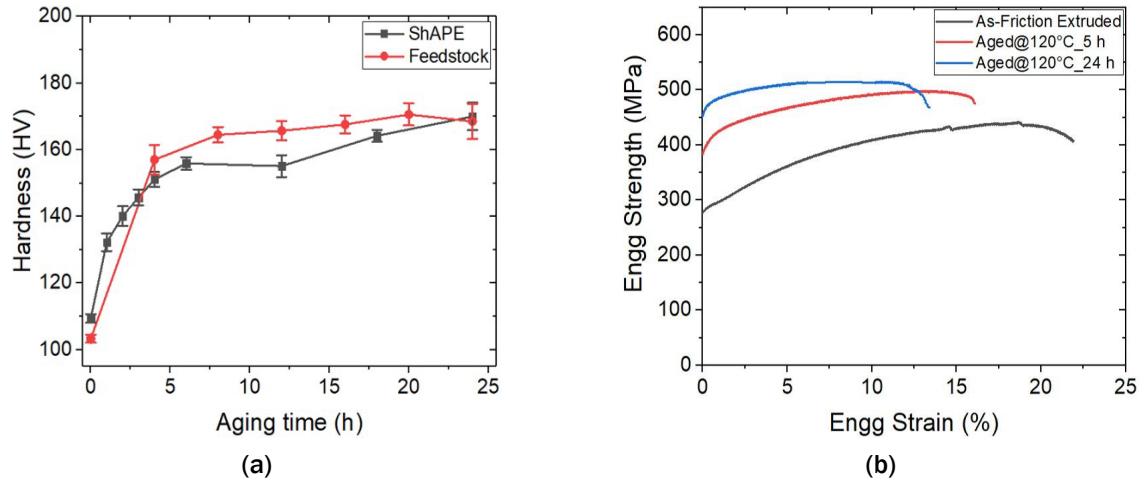 200
180
160
140
120
100
Hardness (HV)
ShAPE
Feedstock
0
5
10
15
20
25
Aging time (h)
(a)
600
500
400
300
200
100
0
Engg Strength (MPa)
As-Friction Extruded
Aged@120°C_5 h
Aged@120°C_24 h
0
5
10
15
20
25
Engg Strain (%)
(b)